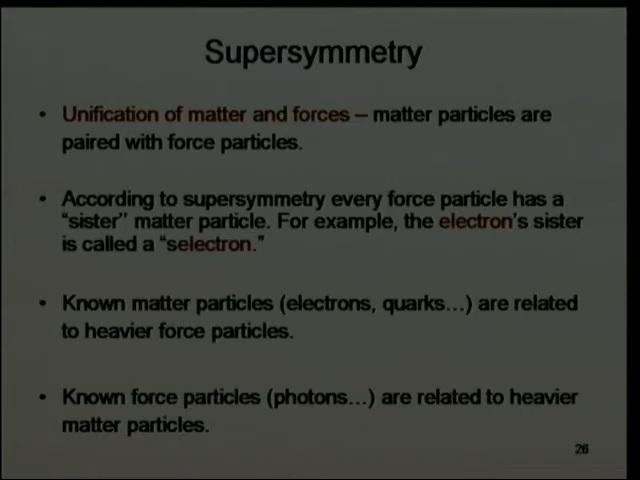 Supersymmetry
• Unification of matter and forces – matter particles are
paired with force particles.
• According to supersymmetry every force particle has a
“sister” matter particle. For example, the electron’s sister
is called a “selectron.”
• Known matter particles (electrons, quarks…) are related
to heavier force particles.
• Known force particles (photons…) are related to heavier
matter particles.
26